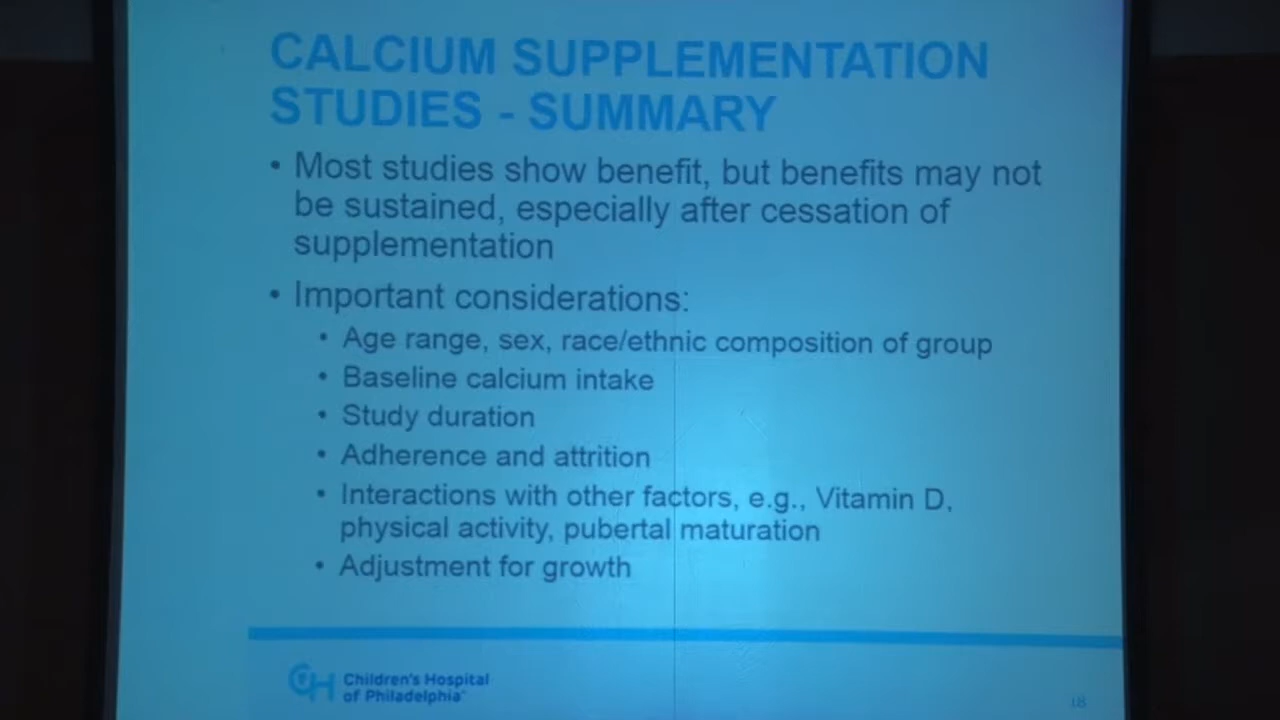 CALCIUM SUPPLEMENTATION
STUDIES - SUMMARY
• Most studies show benefit, but benefits may not
be sustained, especially after cessation of
supplementation
• Important considerations:
• Age range, sex, race/ethnic composition of group
• Baseline calcium intake
• Study duration
• Adherence and attrition
• Interactions with other factors, e.g., Vitamin D,
physical activity, pubertal maturation
• Adjustment for growth
CH Children's Hospital
of Philadelphia™
18